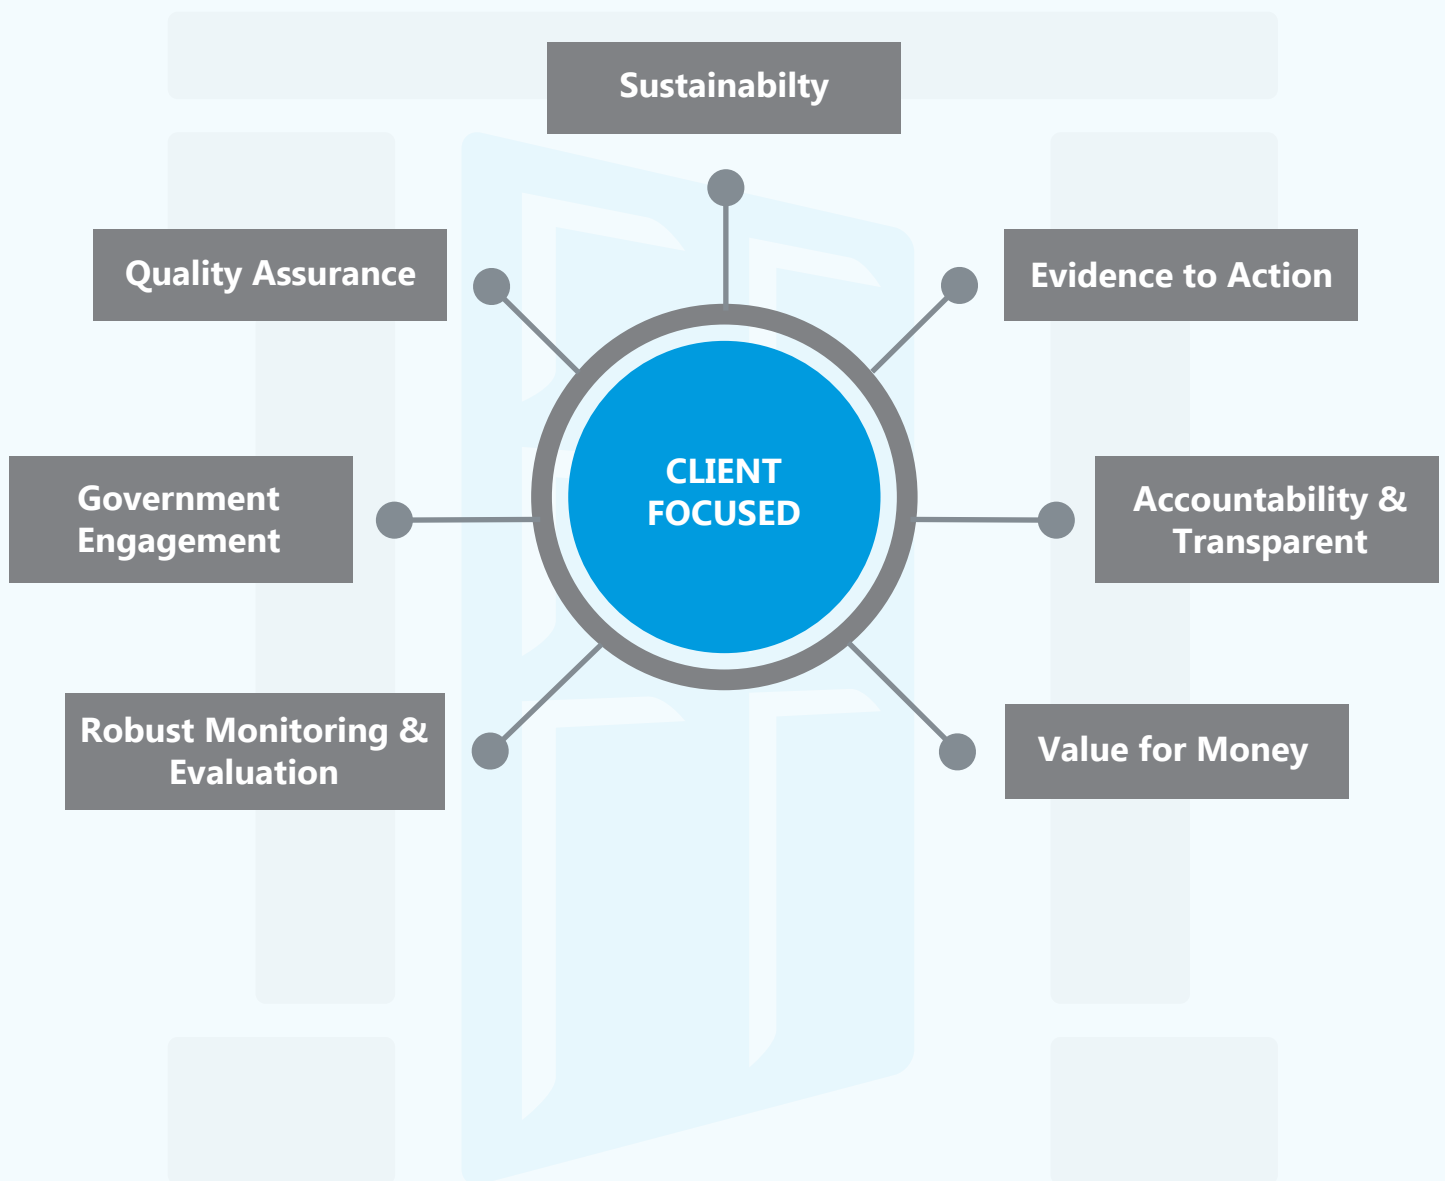 Sustainabilty
Quality Assurance
Evidence to Action
CLIENT
FOCUSED
Government
Engagement
Accountability &
Transparent
Robust Monitoring &
Evaluation
Value for Money